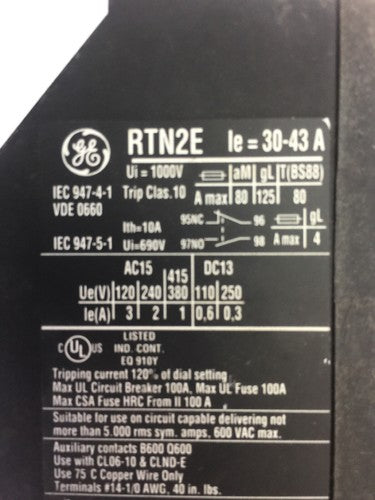 GE RTN2E Ie = 30-43 A
Ui = 1000V aM gL T(BS88)
IEC 947-4-1 Trip Clas.10 A max 80 125 80
VDE 0660
Ith=10A 95NC 96 gL
IEC 947-5-1 Ui=690V 97NO 98 A max 4
AC15 415 DC13
Ue(V) 120 240 380 110 250
Ie(A) 3 2 1 0,6 0,3
LISTED
C UL US IND. CONT.
EQ 910Y
Tripping current 120% of dial setting
Max UL Circuit Breaker 100A, Max UL Fuse 100A
Max CSA Fuse HRC From II 100 A
Suitable for use on circuit capable delivering not
more than 5.000 rms sym. amps, 600 VAC max.
Auxiliary contacts B600 Q600
Use with CL06-10 & CLND-E
Use 75 C Copper Wire Only
Terminals #14-1/0 AWG, 40 in. lbs.